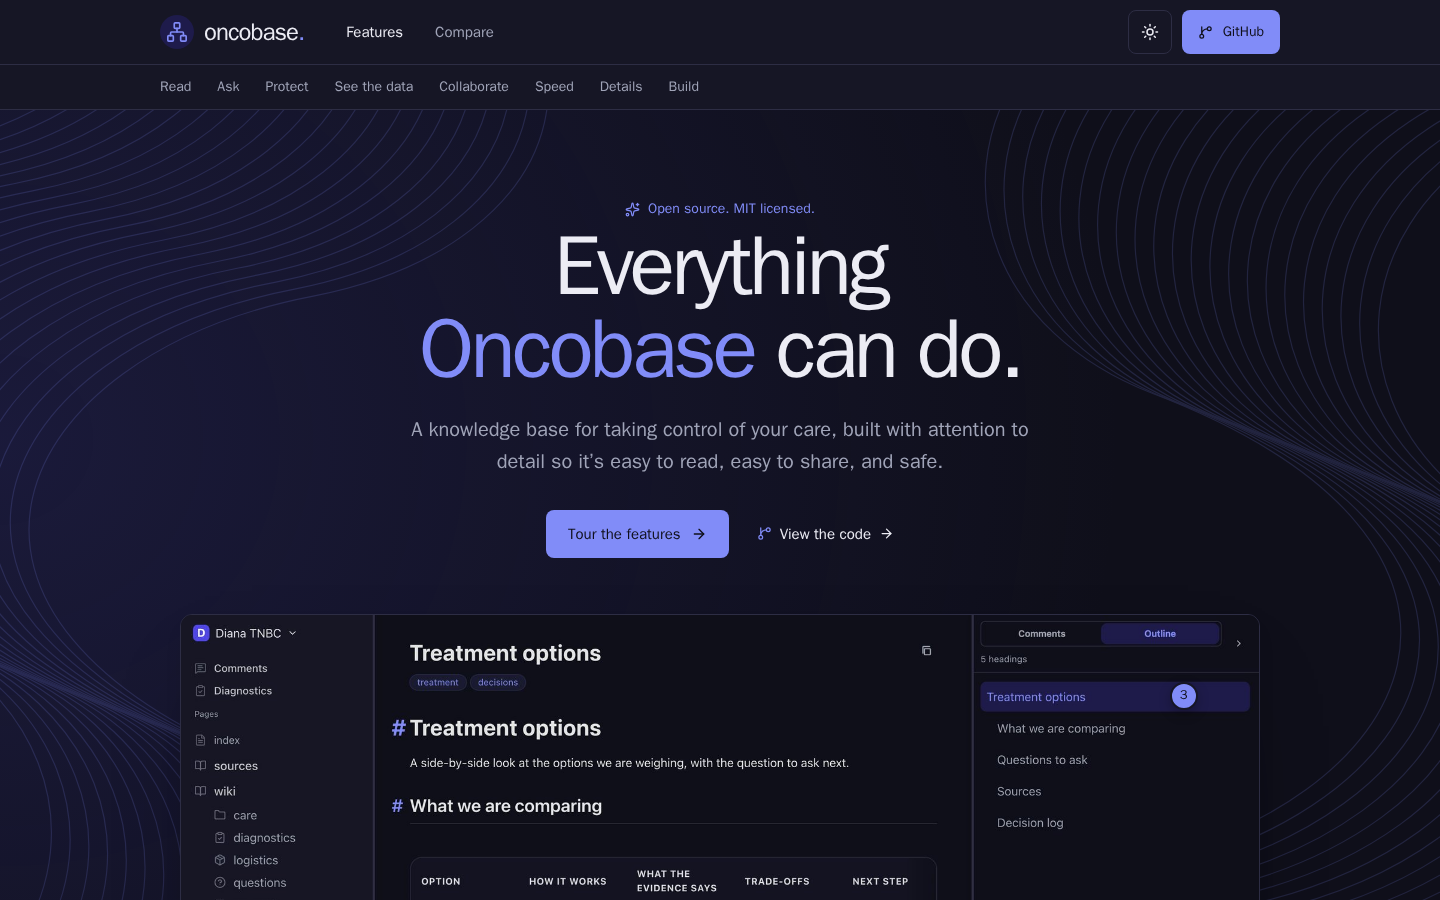 oncobase.
Features
Compare
GitHub
Read
Ask
Protect
See the data
Collaborate
Speed
Details
Build
Open source. MIT licensed.
Everything
Oncobase can do.
A knowledge base for taking control of your care, built with attention to
detail so it’s easy to read, easy to share, and safe.
Tour the features
View the code
D
Diana TNBC
Comments
Diagnostics
Pages
index
sources
wiki
care
diagnostics
logistics
questions
Treatment options
treatment
decisions
# Treatment options
A side-by-side look at the options we are weighing, with the question to ask next.
# What we are comparing
OPTION
HOW IT WORKS
WHAT THE
EVIDENCE SAYS
TRADE-OFFS
NEXT STEP
Comments
Outline
5 headings
Treatment options
3
What we are comparing
Questions to ask
Sources
Decision log